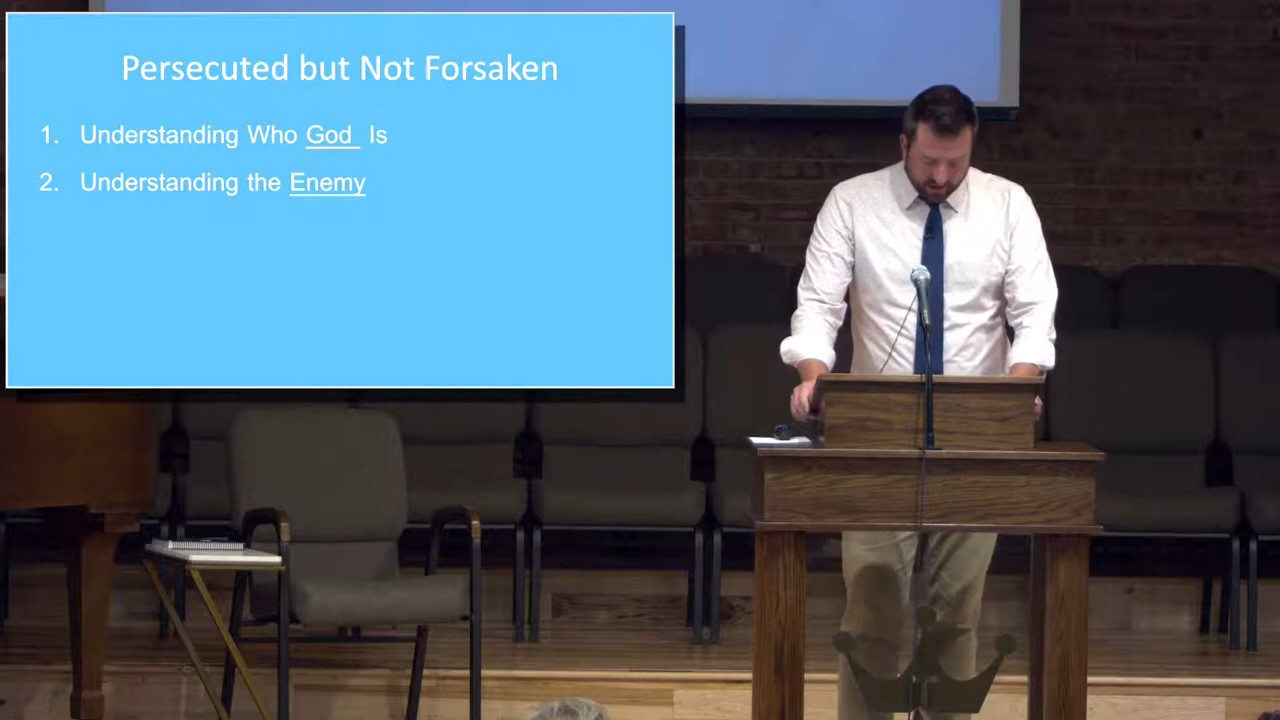 Persecuted but Not Forsaken
1. Understanding Who God Is
2. Understanding the Enemy